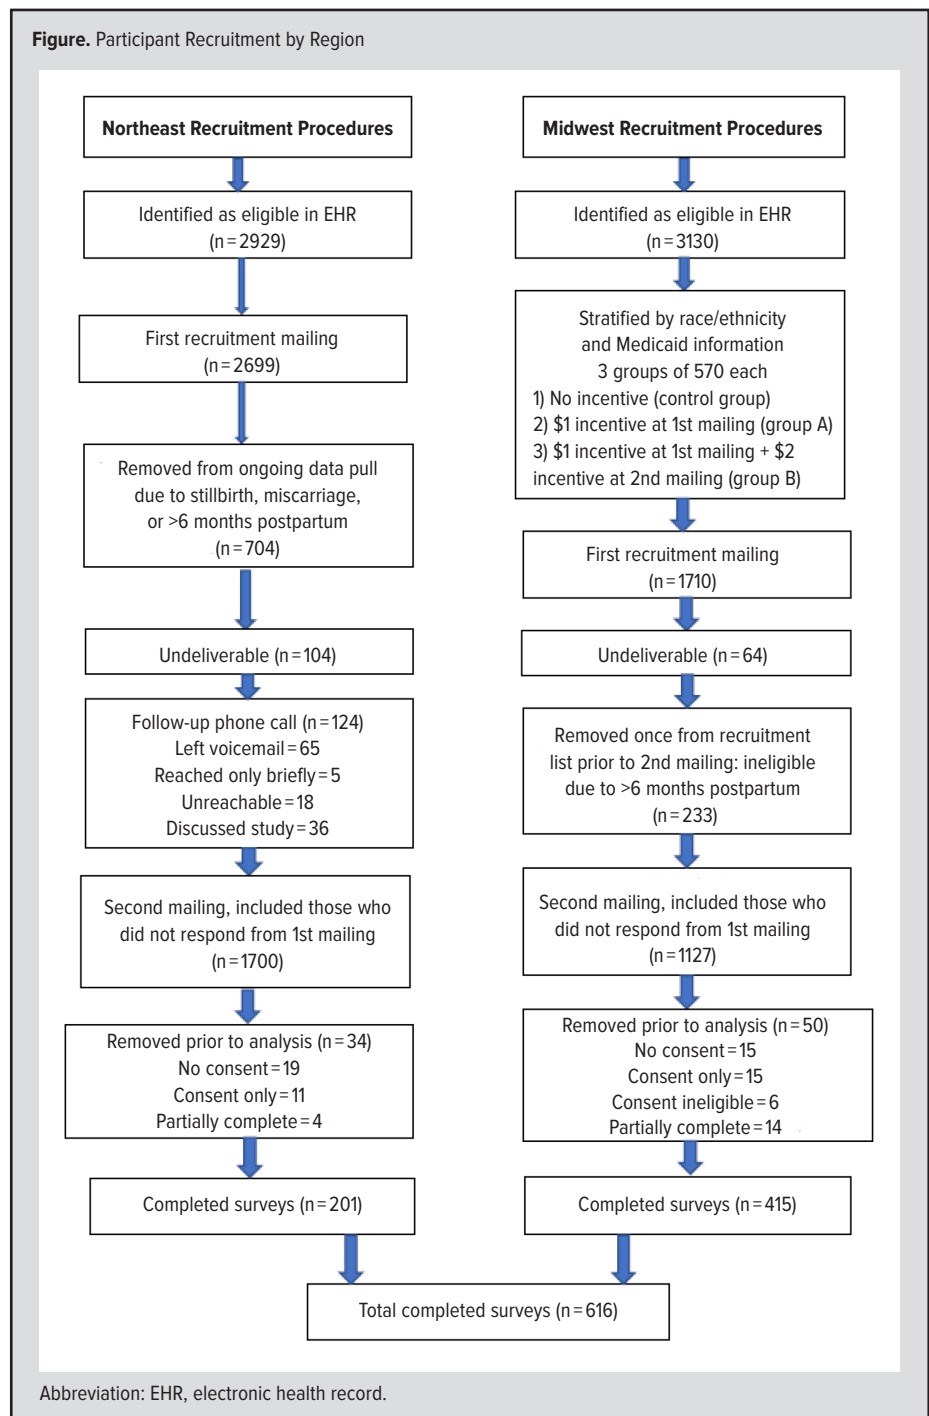 Figure. Participant Recruitment by Region
Northeast Recruitment Procedures
Identified as eligible in EHR
(n=2929)
First recruitment mailing
(n=2699)
Removed from ongoing data pull
due to stillbirth, miscarriage,
or >6 months postpartum
(n=704)
Undeliverable (n=104)
Follow-up phone call (n=124)
Left voicemail=65
Reached only briefly=5
Unreachable=18
Discussed study=36
Second mailing, included those who
did not respond from 1st mailing
(n=1700)
Removed prior to analysis (n=34)
No consent=19
Consent only=11
Partially complete=4
Completed surveys (n=201)
Midwest Recruitment Procedures
Identified as eligible in EHR
(n=3130)
Stratified by race/ethnicity
and Medicaid information
3 groups of 570 each
1) No incentive (control group)
2) $1 incentive at 1st mailing (group A)
3) $1 incentive at 1st mailing + $2
incentive at 2nd mailing (group B)
First recruitment mailing
(n=1710)
Undeliverable (n=64)
Removed once from recruitment
list prior to 2nd mailing: ineligible
due to >6 months postpartum
(n=233)
Second mailing, included those who
did not respond from 1st mailing
(n=1127)
Removed prior to analysis (n=50)
No consent=15
Consent only=15
Consent ineligible=6
Partially complete=14
Completed surveys (n=415)
Total completed surveys (n=616)
Abbreviation: EHR, electronic health record.